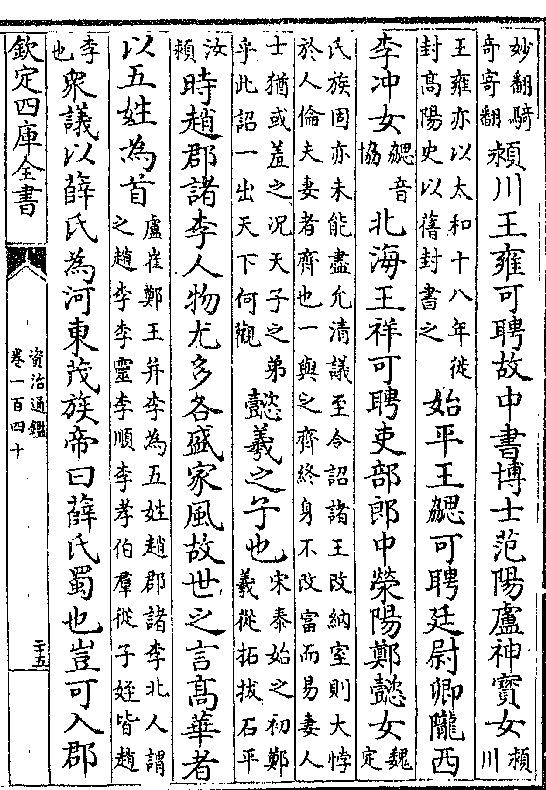 妙翻騎
奇寄翻
頴川王雍可聘故中書博士范陽盧神寶女
頴
川
王雍亦以太和十八年徙
封高陽史以舊封書之
始平王勰可聘廷尉卿隴西
李冲女
勰音
協
北海王祥可聘吏部郎中榮陽鄭懿女
魏
定
氏族固亦未能盡允清議至令詔諸王改納室則大悖
於人倫夫妻者齊也一與之齊終身不改富而易妻人
士猶或羞之況天子之弟
乎此詔一出天下何觀
懿羲之子也
宋泰始之初鄭
羲從拓拔石平
汝
頴
時趙郡諸李人物尤多各盛家風故世之言高華者
以五姓為首
盧崔鄭王并李為五姓趙郡諸李北人謂
之趙李李靈李順李孝伯羣從子姪皆趙
李
也
衆議以薛氏為河東茂族帝曰薛氏蜀也豈可入郡
欽定四庫全書
資治通鑑
卷一百四十
二十五